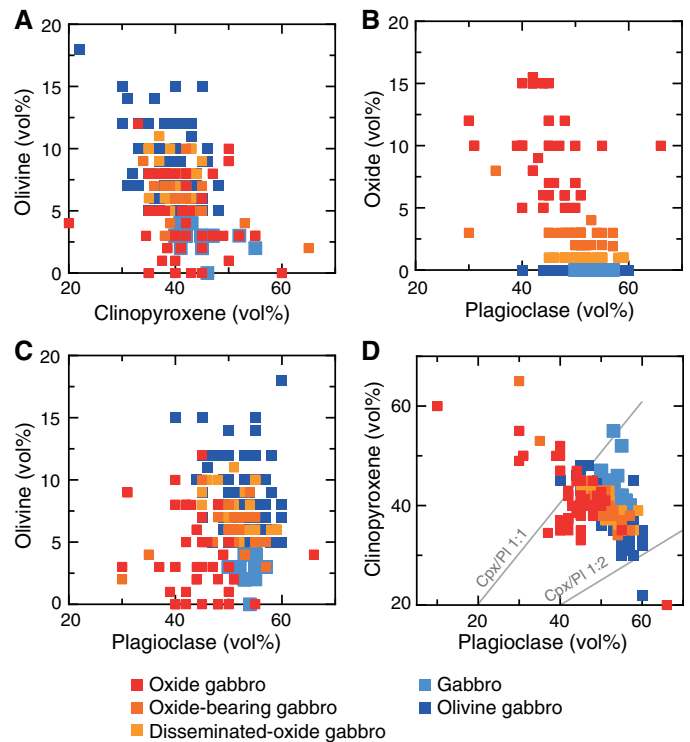 A
Olivine (vol%)
20
15
10
5
0
20
40
60
Clinopyroxene (vol%)
B
Oxide (vol%)
20
15
10
5
0
20
40
60
Plagioclase (vol%)
C
Olivine (vol%)
20
15
10
5
0
20
40
60
Plagioclase (vol%)
D
Clinopyroxene (vol%)
60
40
20
Cpx/Pl 1:1
Cpx/Pl 1:2
20
40
60
Plagioclase (vol%)
Oxide gabbro
Oxide-bearing gabbro
Disseminated-oxide gabbro
Gabbro
Olivine gabbro